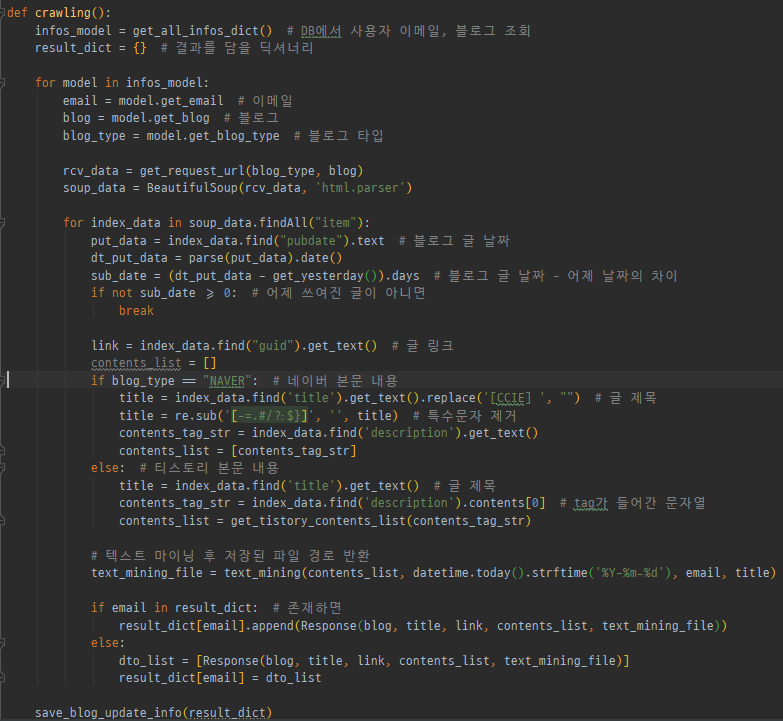 def crawling():
    infos_model = get_all_infos_dict()  # DB에서 사용자 이메일, 블로그 조회
    result_dict = {}  # 결과를 담을 딕셔너리

    for model in infos_model:
        email = model.get_email  # 이메일
        blog = model.get_blog  # 블로그
        blog_type = model.get_blog_type  # 블로그 타입

        rcv_data = get_request_url(blog_type, blog)
        soup_data = BeautifulSoup(rcv_data, 'html.parser')

        for index_data in soup_data.findAll("item"):
            put_data = index_data.find("pubdate").text  # 블로그 글 날짜
            dt_put_data = parse(put_data).date()
            sub_date = (dt_put_data - get_yesterday()).days  # 블로그 글 날짜 - 어제 날짜의 차이
            if not sub_date >= 0:  # 어제 쓰여진 글이 아니면
                break

            link = index_data.find("guid").get_text()  # 글 링크
            contents_list = []
            if blog_type == "NAVER":  # 네이버 본문 내용
                title = index_data.find('title').get_text().replace('[CCIE] ', "")  # 글 제목
                title = re.sub('[-=.#/?:$}]', '', title)  # 특수문자 제거
                contents_tag_str = index_data.find('description').get_text()
                contents_list = [contents_tag_str]
            else:  # 티스토리 본문 내용
                title = index_data.find('title').get_text()  # 글 제목
                contents_tag_str = index_data.find('description').contents[0]  # tag가 들어간 문자열
                contents_list = get_tistory_contents_list(contents_tag_str)

            # 텍스트 마이닝 후 저장된 파일 경로 반환
            text_mining_file = text_mining(contents_list, datetime.today().strftime('%Y-%m-%d'), email, title)

            if email in result_dict:  # 존재하면
                result_dict[email].append(Response(blog, title, link, contents_list, text_mining_file))
            else:
                dto_list = [Response(blog, title, link, contents_list, text_mining_file)]
                result_dict[email] = dto_list

    save_blog_update_info(result_dict)